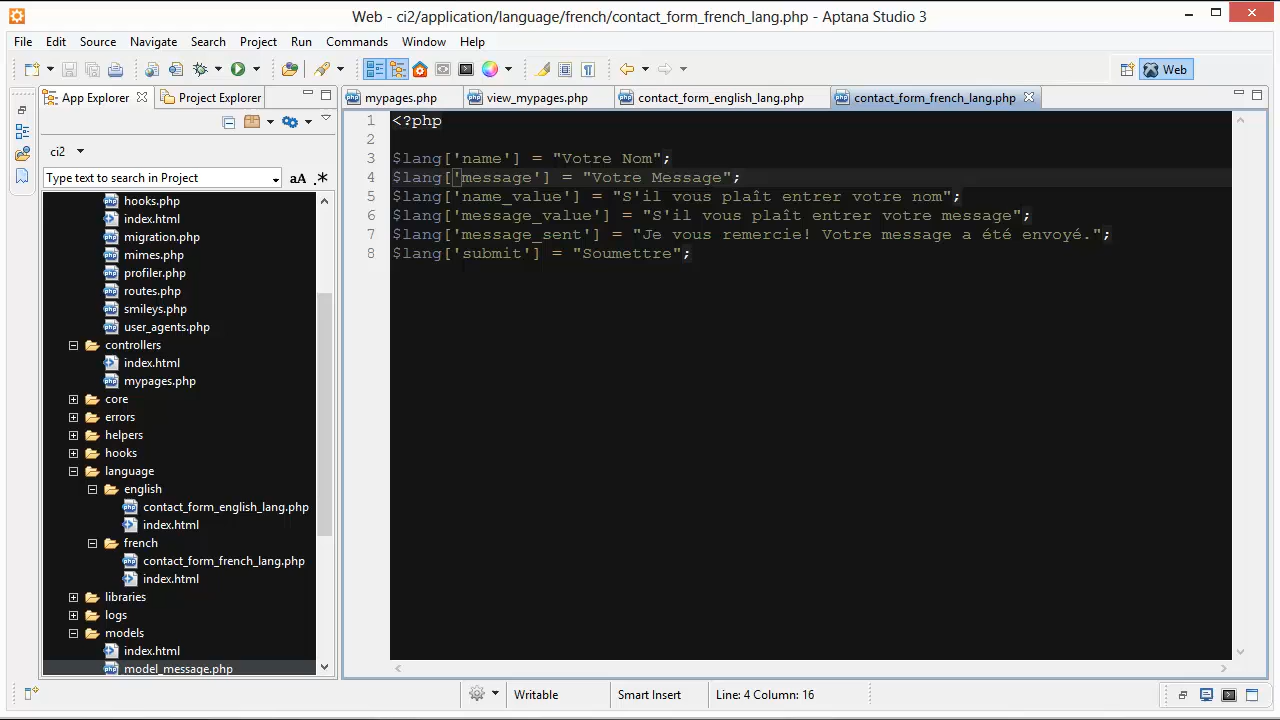 Web - ci2/application/language/french/contact_form_french_lang.php - Aptana Studio 3
File Edit Source Navigate Search Project Run Commands Window Help
Web
App Explorer Project Explorer
mypages.php view_mypages.php contact_form_english_lang.php contact_form_french_lang.php
ci2
Type text to search in Project aA .*
hooks.php
index.html
migration.php
mimes.php
profiler.php
routes.php
smileys.php
user_agents.php
controllers
index.html
mypages.php
core
errors
helpers
hooks
language
english
contact_form_english_lang.php
index.html
french
contact_form_french_lang.php
index.html
libraries
logs
models
index.html
model_message.php
1 <?php
2
3 $lang['name'] = "Votre Nom";
4 $lang['message'] = "Votre Message";
5 $lang['name_value'] = "S'il vous plaît entrer votre nom";
6 $lang['message_value'] = "S'il vous plaît entrer votre message";
7 $lang['message_sent'] = "Je vous remercie! Votre message a été envoyé.";
8 $lang['submit'] = "Soumettre";
Writable Smart Insert Line: 4 Column: 16